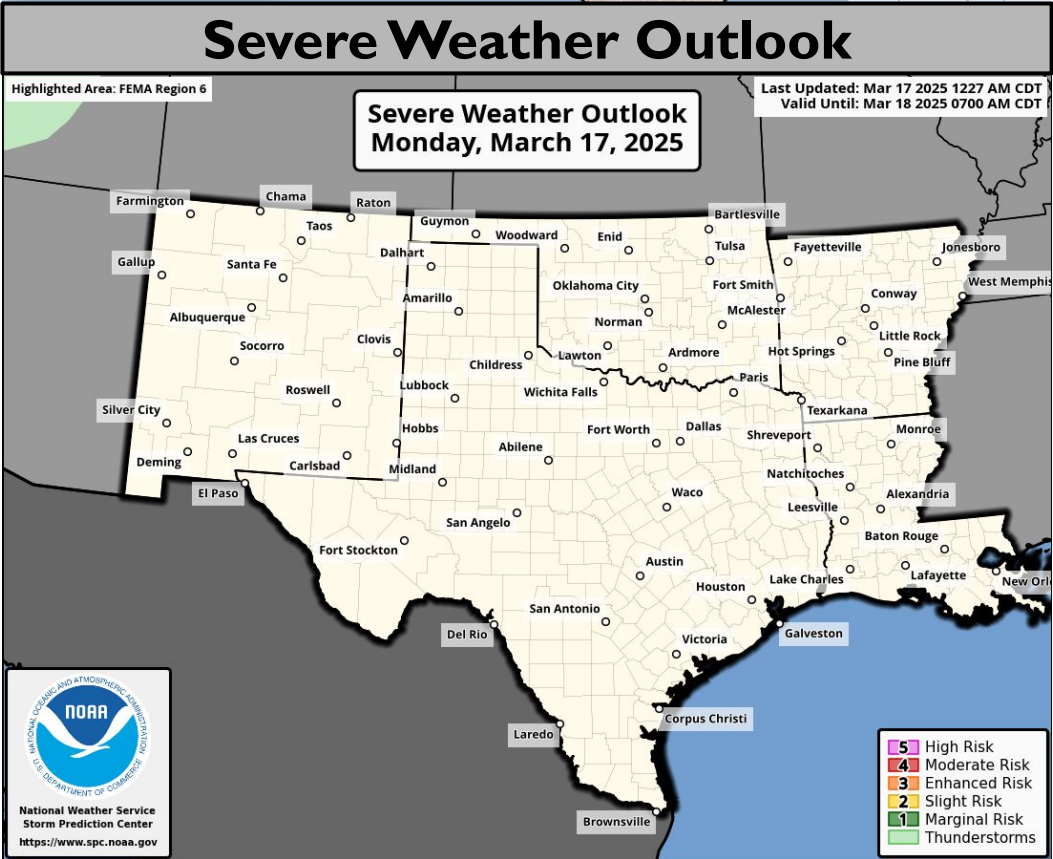 Severe Weather Outlook
Highlighted Area: FEMA Region 6
Last Updated: Mar 17 2025 1227 AM CDT
Valid Until: Mar 18 2025 0700 AM CDT
Severe Weather Outlook
Monday, March 17, 2025
Farmington
Chama
Raton
Taos
Guymon
Woodward
Enid
Bartlesville
Tulsa
Fayetteville
Jonesboro
Gallup
Santa Fe
Dalhart
Oklahoma City
Fort Smith
West Memphis
Albuquerque
Amarillo
Norman
McAlester
Conway
Socorro
Clovis
Childress
Lawton
Ardmore
Hot Springs
Little Rock
Pine Bluff
Roswell
Lubbock
Wichita Falls
Paris
Texarkana
Silver City
Las Cruces
Hobbs
Abilene
Fort Worth
Dallas
Shreveport
Monroe
Deming
Carlsbad
Midland
Natchitoches
El Paso
San Angelo
Waco
Leesville
Alexandria
Fort Stockton
Austin
Baton Rouge
Houston
Lake Charles
Lafayette
New Orl
San Antonio
Del Rio
Victoria
Galveston
Laredo
Corpus Christi
Brownsville
NATIONAL OCEANIC AND ATMOSPHERIC ADMINISTRATION
NOAA
U.S. DEPARTMENT OF COMMERCE
National Weather Service
Storm Prediction Center
https://www.spc.noaa.gov
5 High Risk
4 Moderate Risk
3 Enhanced Risk
2 Slight Risk
1 Marginal Risk
Thunderstorms